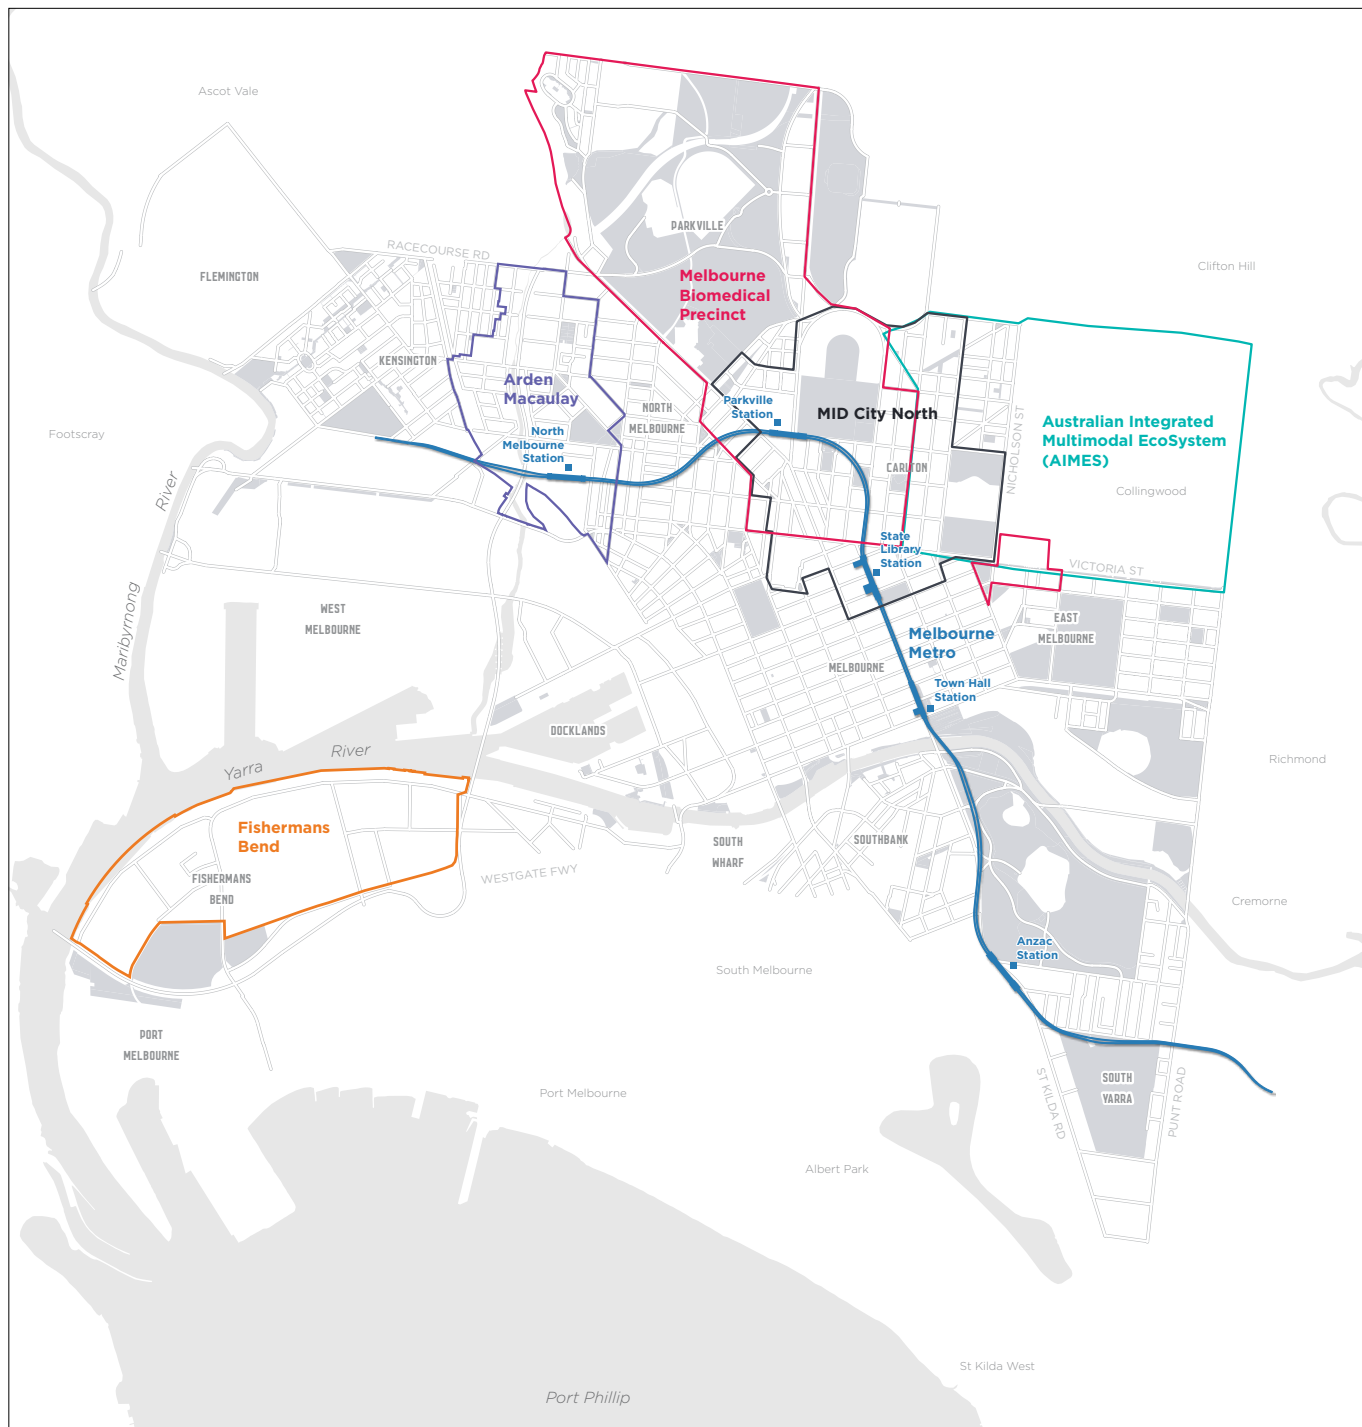 Ascot Vale
PARKVILLE
RACECOURSE RD
FLEMINGTON
Clifton Hill
Melbourne
Biomedical
Precinct
KENSINGTON
Arden
Macaulay
NORTH
MELBOURNE
Parkville
Station
MID City North
NICHOLSON ST
Australian Integrated
Multimodal EcoSystem
(AIMES)
Footscray
North
Melbourne
Station
CARLTON
Collingwood
River
Maribyrnong
State
Library
Station
VICTORIA ST
WEST
MELBOURNE
EAST
MELBOURNE
Melbourne
Metro
MELBOURNE
Town Hall
Station
DOCKLANDS
Yarra River
Richmond
Fishermans
Bend
SOUTH
WHARF
SOUTHBANK
FISHERMANS
BEND
WESTGATE FWY
Cremorne
Anzac
Station
South Melbourne
PORT
MELBOURNE
Port Melbourne
ST KILDA RD
SOUTH
YARRA
PUNT ROAD
Albert Park
St Kilda West
Port Phillip